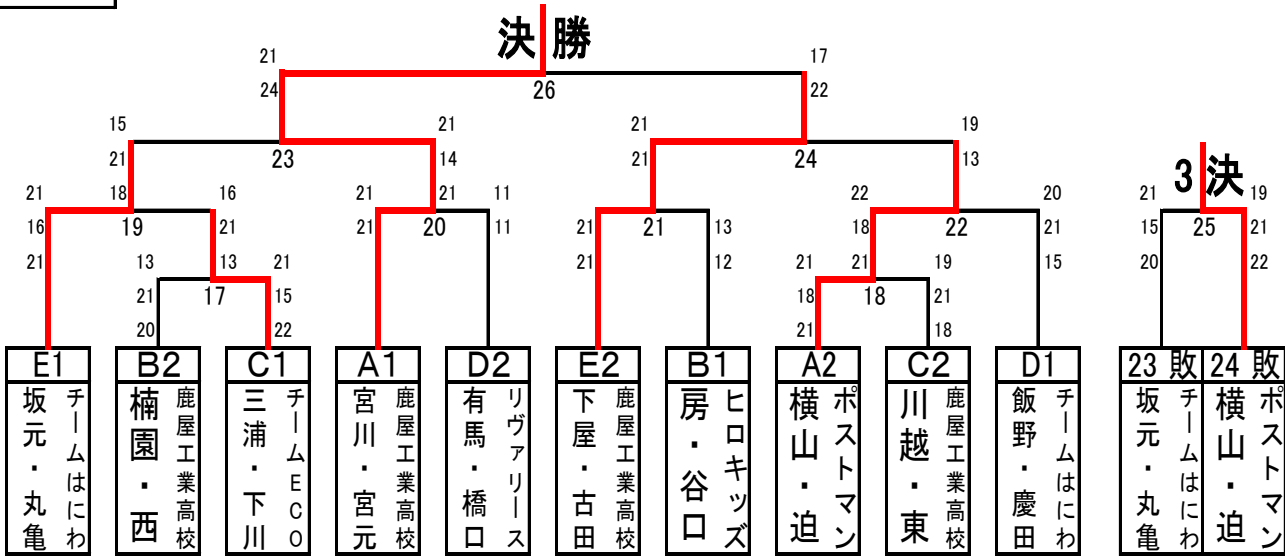 決勝
21 17
24 26 22
15 21 21 19
21 23 14 21 24 13
3決
21 18 16 21 21 11 22 20 21 19
16 19 21 21 20 11 21 21 13 18 22 21 15 25 21
21 13 13 21 21 12 21 21 19 15 20 22
21 17 15 18 18 21
20 22 21 18
E1 B2 C1 A1 D2 E2 B1 A2 C2 D1 23 敗 24 敗
チームはにわ
坂元・丸亀
鹿屋工業高校
楠園・西
チームECO
三浦・下川
鹿屋工業高校
宮川・宮元
リヴァリース
有馬・橋口
鹿屋工業高校
下屋・古田
ヒロキッズ
房・谷口
ポストマン
横山・迫
鹿屋工業高校
川越・東
チームはにわ
飯野・慶田
チームはにわ
坂元・丸亀
ポストマン
横山・迫